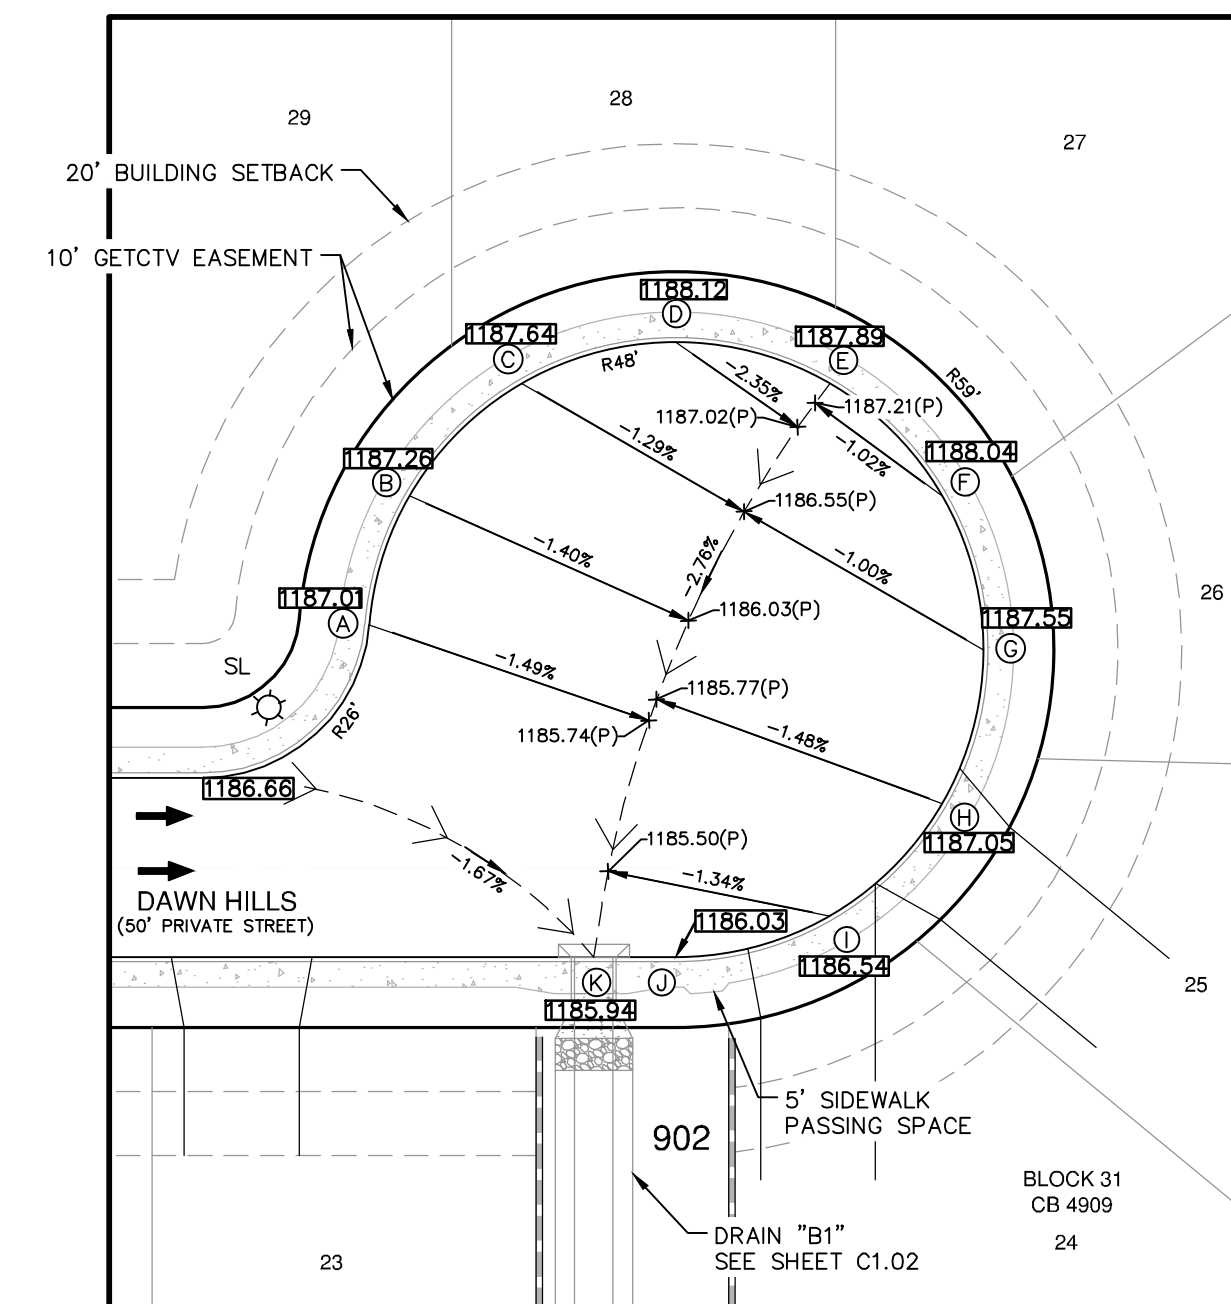 29
28
27
20' BUILDING SETBACK
10' GETCTV EASEMENT
1188.12
D
1187.64
C
1187.89
E
R48'
R59'
-2.35%
1187.21(P)
1187.02(P)
-1.29%
-1.02%
1187.26
B
1188.04
F
1186.55(P)
-1.40%
-2.76%
-1.00%
26
1187.01
A
1186.03(P)
1187.55
G
SL
-1.49%
1185.77(P)
R26'
1185.74(P)
-1.48%
1186.66
H
1187.05
1185.50(P)
-1.67%
-1.34%
DAWN HILLS
(50' PRIVATE STREET)
1186.03
I
1186.54
K
J
25
1185.94
5' SIDEWALK
PASSING SPACE
902
BLOCK 31
CB 4909
24
DRAIN "B1"
SEE SHEET C1.02
23